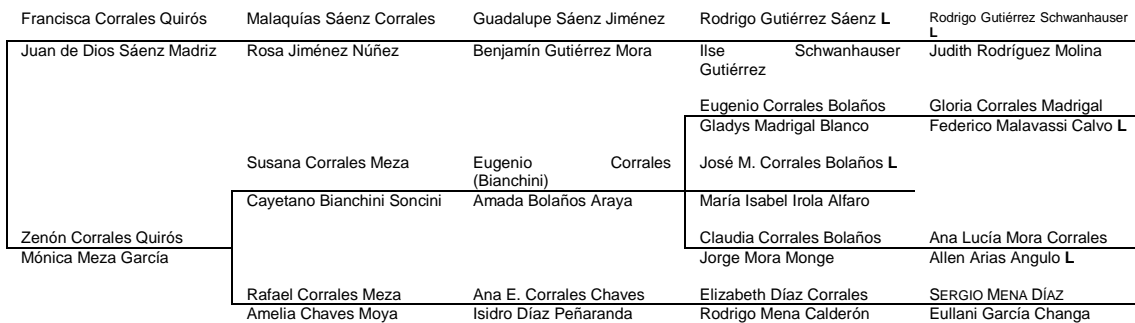 Francisca Corrales Quirós Malaquías Sáenz Corrales Guadalupe Sáenz Jiménez Rodrigo Gutiérrez Sáenz L Rodrigo Gutiérrez Schwanhauser
L
Juan de Dios Sáenz Madriz Rosa Jiménez Núñez Benjamín Gutiérrez Mora Ilse Schwanhauser Judith Rodríguez Molina
Gutiérrez
Eugenio Corrales Bolaños Gloria Corrales Madrigal
Gladys Madrigal Blanco Federico Malavassi Calvo L
Susana Corrales Meza Eugenio Corrales José M. Corrales Bolaños L
(Bianchini)
Cayetano Bianchini Soncini Amada Bolaños Araya María Isabel Irola Alfaro
Zenón Corrales Quirós Claudia Corrales Bolaños Ana Lucía Mora Corrales
Mónica Meza García Jorge Mora Monge Allen Arias Angulo L
Rafael Corrales Meza Ana E. Corrales Chaves Elizabeth Díaz Corrales SERGIO MENA DÍAZ
Amelia Chaves Moya Isidro Díaz Peñaranda Rodrigo Mena Calderón Eullani García Changa